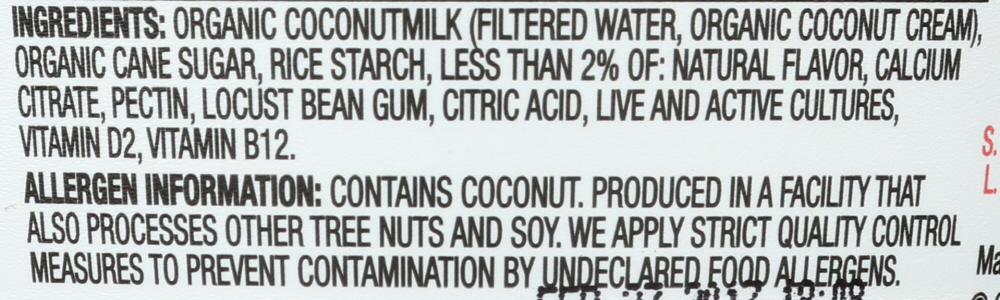 INGREDIENTS: ORGANIC COCONUTMILK (FILTERED WATER, ORGANIC COCONUT CREAM),
ORGANIC CANE SUGAR, RICE STARCH, LESS THAN 2% OF: NATURAL FLAVOR, CALCIUM
CITRATE, PECTIN, LOCUST BEAN GUM, CITRIC ACID, LIVE AND ACTIVE CULTURES,
VITAMIN D2, VITAMIN B12.
ALLERGEN INFORMATION: CONTAINS COCONUT. PRODUCED IN A FACILITY THAT
ALSO PROCESSES OTHER TREE NUTS AND SOY. WE APPLY STRICT QUALITY CONTROL
MEASURES TO PREVENT CONTAMINATION BY UNDECLARED FOOD ALLERGENS.
S.
L.
Ma